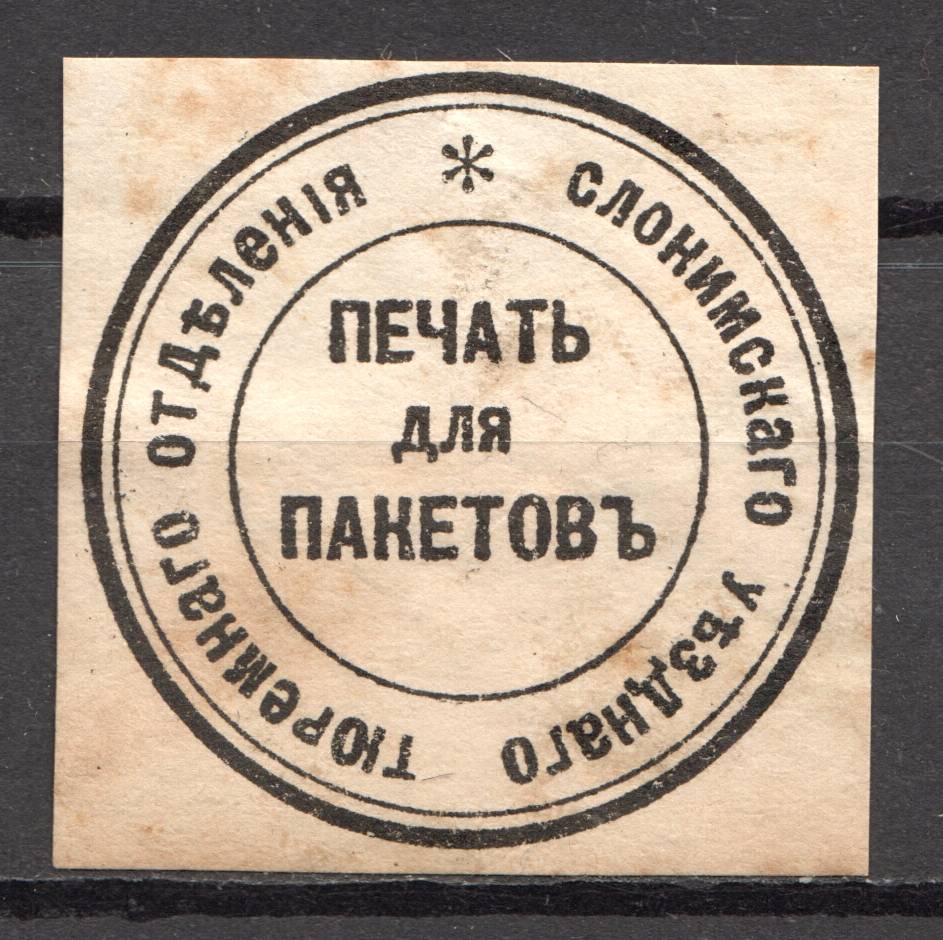 * СЛОНИМСКАГО УѢЗДНАГО ТЮРЕМНАГО ОТДѢЛЕНІЯ
ПЕЧАТЬ
ДЛЯ
ПАКЕТОВЪ